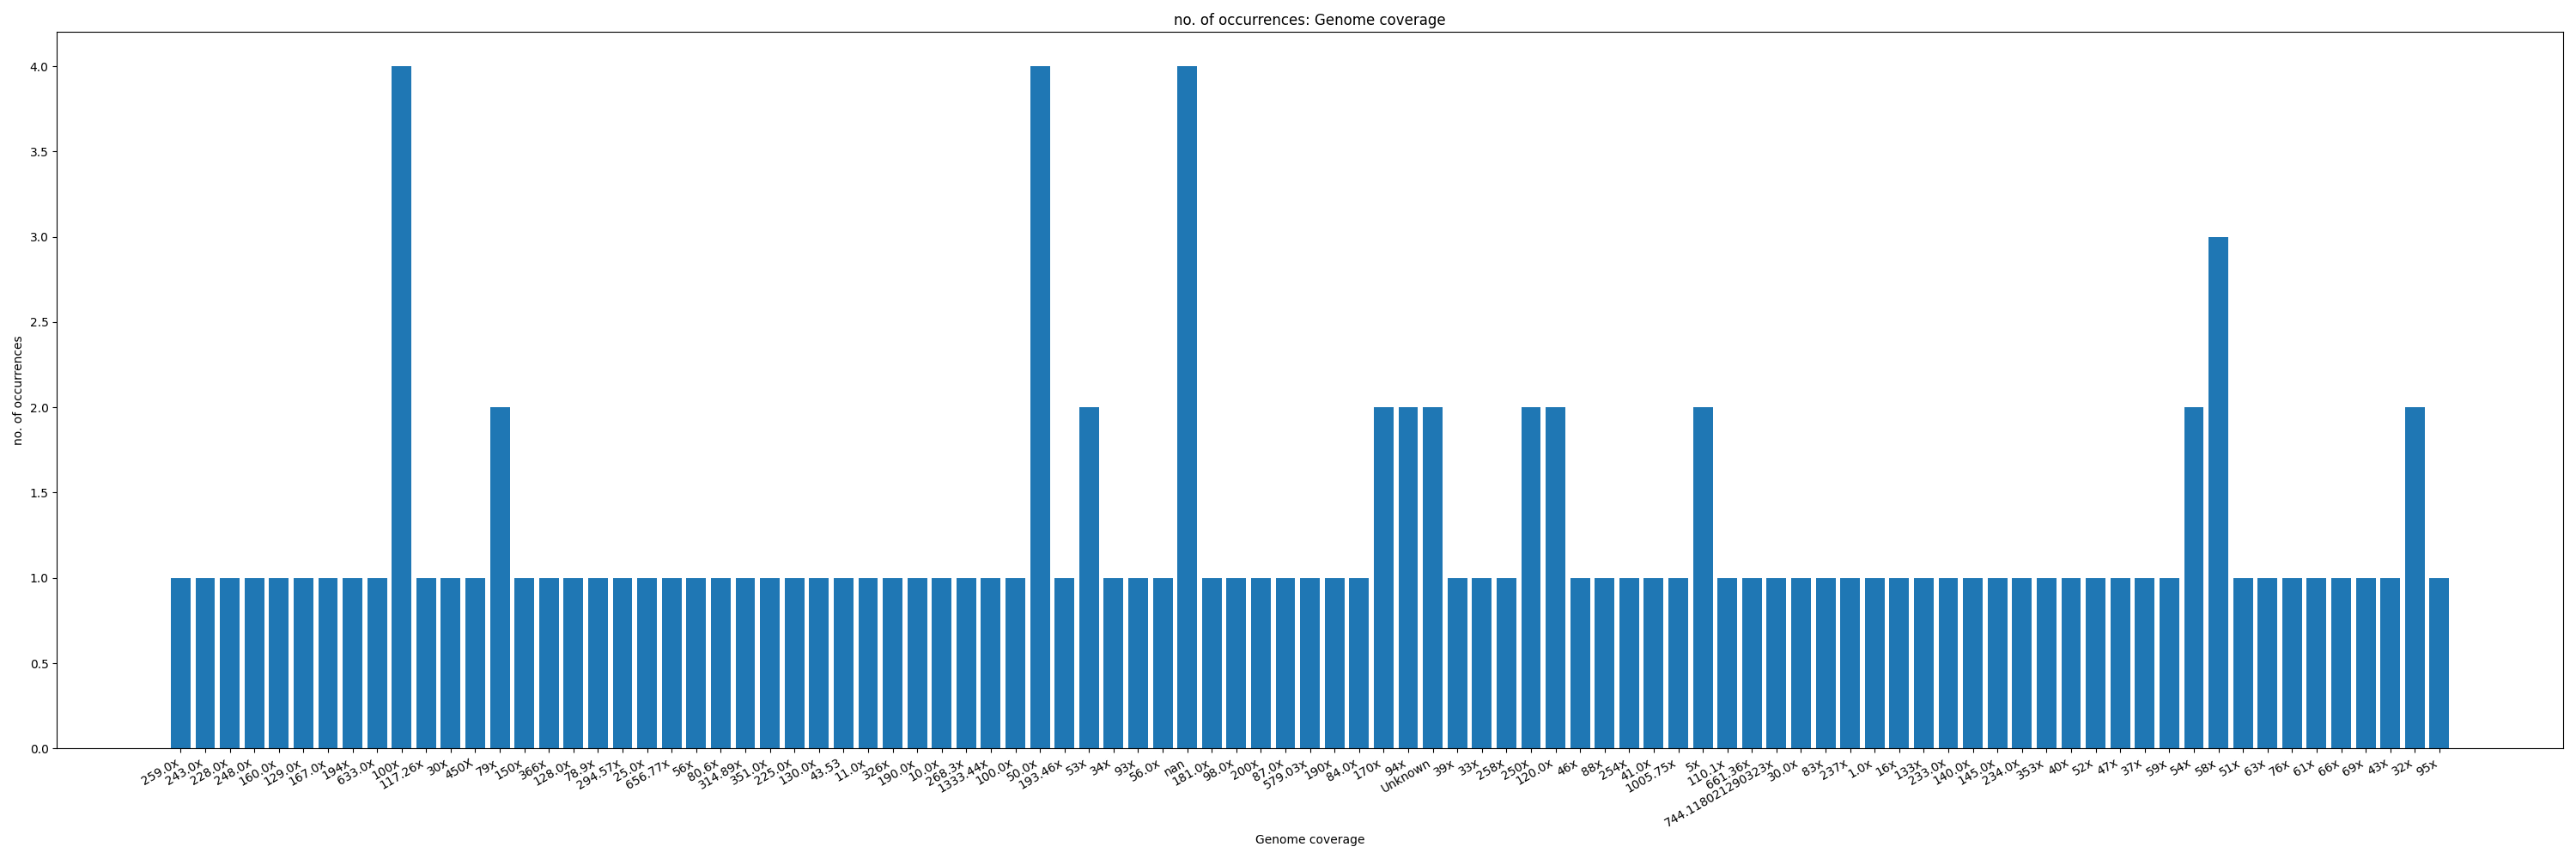 no. of occurrences: Genome coverage
4.0
3.5
3.0
2.5
2.0
1.5
1.0
0.5
0.0
no. of occurrences
259.0x
243.0x
228.0x
248.0x
160.0x
129.0x
167.0x
194x
633.0x
100x
117.26x
30x
450X
79x
150x
366x
128.0x
78.9x
294.57x
25.0x
656.77x
56x
80.6x
314.89x
351.0x
225.0x
130.0x
43.53
11.0x
326x
190.0x
10.0x
268.3x
1333.44x
100.0x
50.0x
193.46x
53x
34x
93x
56.0x
nan
181.0x
98.0x
200x
87.0x
579.03x
190x
84.0x
170x
94x
Unknown
39x
33x
258x
250x
120.0x
46x
88x
254x
41.0x
1005.75x
5x
110.1x
661.36x
744.118021290323x
30.0x
83x
237x
1.0x
16x
133x
233.0x
140.0x
145.0x
234.0x
353x
40x
52x
47x
37x
59x
54x
58x
51x
63x
76x
61x
66x
69x
43x
32x
95x
Genome coverage